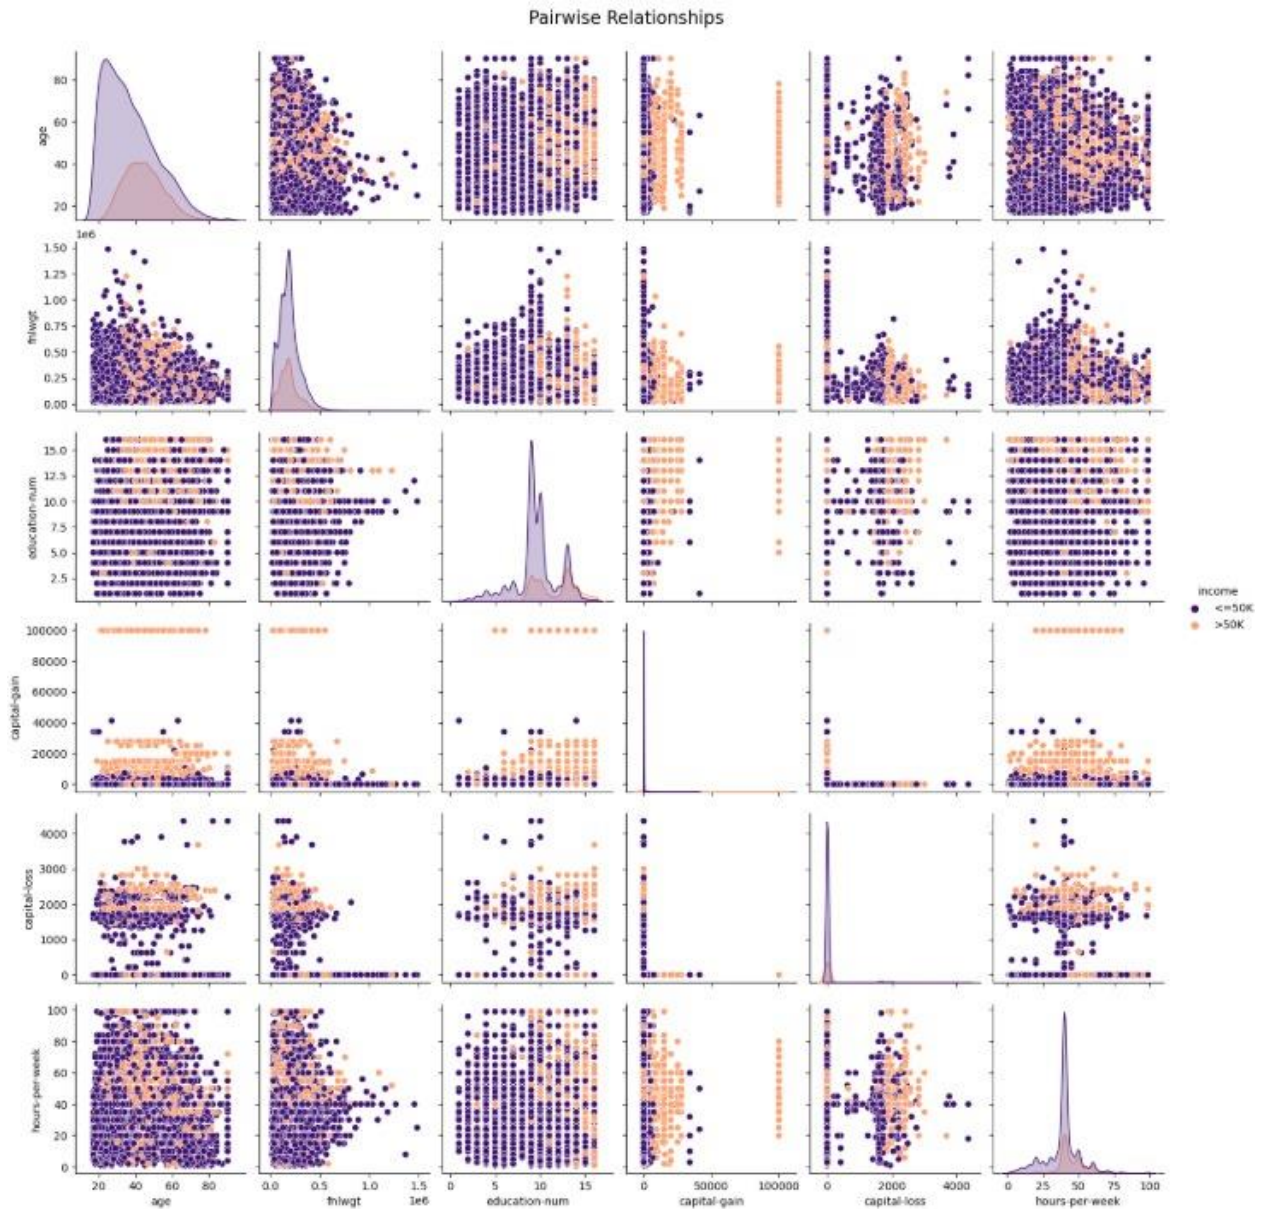 Pairwise Relationships
80
60
40
20
age
1e6
1.50
1.25
1.00
0.75
0.50
0.25
0.00
fnlwgt
15.0
12.5
10.0
7.5
5.0
2.5
education-num
income
<=50K
>50K
100000
80000
60000
40000
20000
0
capital-gain
4000
3000
2000
1000
0
capital-loss
100
80
60
40
20
0
hours-per-week
20 40 60 80
age
0.0 0.5 1.0 1.5
fnlwgt 1e6
0 5 10 15
education-num
0 50000 100000
capital-gain
0 2000 4000
capital-loss
0 25 50 75 100
hours-per-week